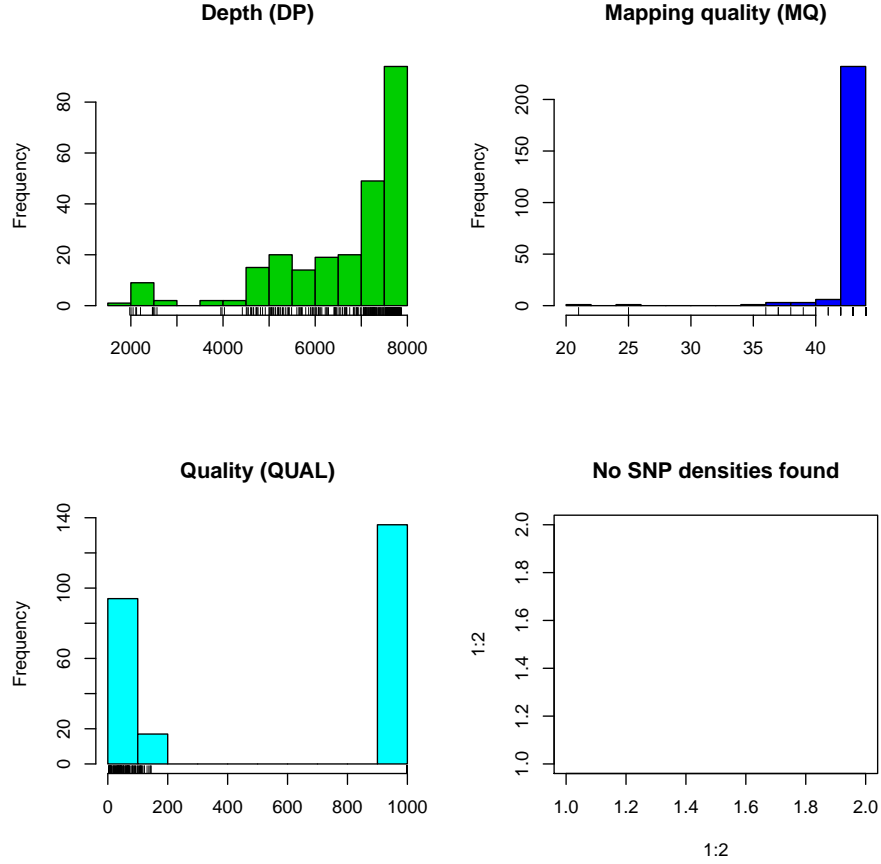 Depth (DP)
Frequency
0 20 40 60 80
2000 4000 6000 8000
Mapping quality (MQ)
Frequency
0 50 100 150 200
20 25 30 35 40
Quality (QUAL)
Frequency
0 20 60 100 140
0 200 400 600 800 1000
No SNP densities found
1:2
1.0 1.2 1.4 1.6 1.8 2.0
1.0 1.2 1.4 1.6 1.8 2.0
1:2